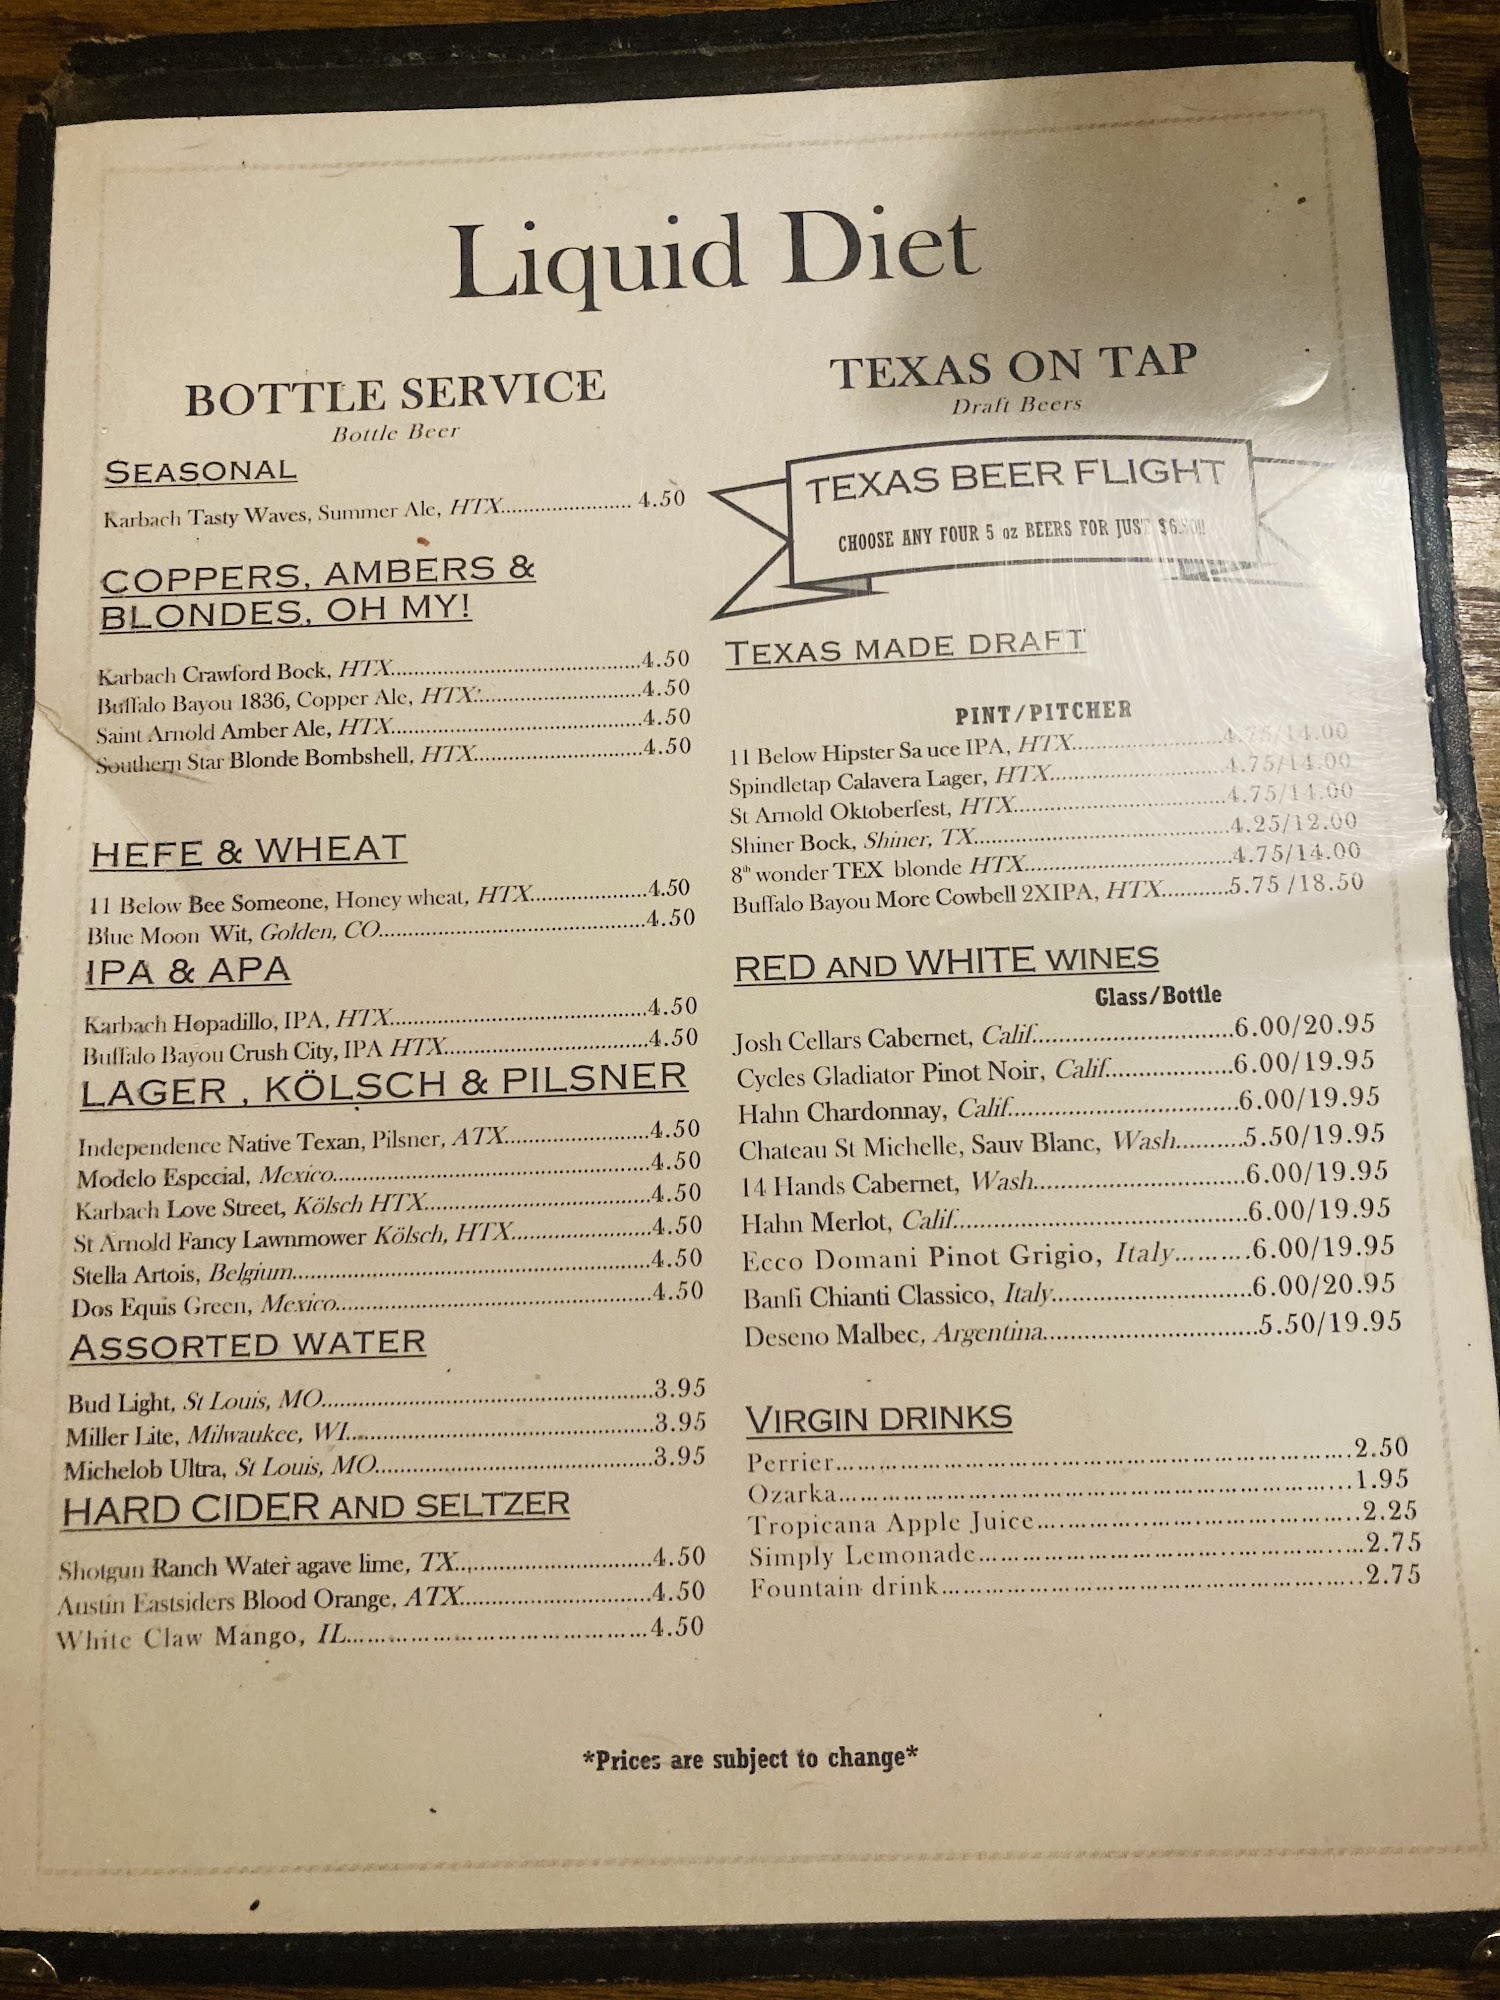 Liquid Diet
BOTTLE SERVICE
Bottle Beer
SEASONAL
Karbach Tasty Waves, Summer Ale, HTX...................... 4.50
COPPERS, AMBERS &
BLONDES, OH MY!
Karbach Crawford Bock, HTX..........................................4.50
Buffalo Bayou 1836, Copper Ale, HTX...........................4.50
Saint Arnold Amber Ale, HTX..........................................4.50
Southern Star Blonde Bombshell, HTX............................4.50
HEFE & WHEAT
11 Below Bee Someone, Honey wheat, HTX...................4.50
Blue Moon Wit, Golden, CO............................................4.50
IPA & APA
Karbach Hopadillo, IPA, HTX..........................................4.50
Buffalo Bayou Crush City, IPA HTX.................................4.50
LAGER , KÖLSCH & PILSNER
Independence Native Texan, Pilsner, ATX.......................4.50
Modelo Especial, Mexico...................................................4.50
Karbach Love Street, Kölsch HTX.....................................4.50
St Arnold Fancy Lawnmower Kölsch, HTX......................4.50
Stella Artois, Belgium..........................................................4.50
Dos Equis Green, Mexico...................................................4.50
ASSORTED WATER
Bud Light, St Louis, MO.....................................................3.95
Miller Lite, Milwaukee, WI.................................................3.95
Michelob Ultra, St Louis, MO.............................................3.95
HARD CIDER AND SELTZER
Shotgun Ranch Water agave lime, TX...............................4.50
Austin Eastsiders Blood Orange, ATX...............................4.50
White Claw Mango, IL.......................................4.50
TEXAS ON TAP
Draft Beers
TEXAS BEER FLIGHT
CHOOSE ANY FOUR 5 oz BEERS FOR JUST
TEXAS MADE DRAFT
PINT/PITCHER
11 Below Hipster Sa uce IPA, HTX.........................4.75/14.00
Spindletap Calavera Lager, HTX............................4.75/14.00
St Arnold Oktoberfest, HTX...................................4.75/14.00
Shiner Bock, Shiner, TX.........................................4.25/12.00
8th wonder TEX blonde HTX..................................4.75/14.00
Buffalo Bayou More Cowbell 2XIPA, HTX..........5.75 /18.50
RED AND WHITE WINES
Glass/Bottle
Josh Cellars Cabernet, Calif.............................6.00/20.95
Cycles Gladiator Pinot Noir, Calif...................6.00/19.95
Hahn Chardonnay, Calif..................................6.00/19.95
Chateau St Michelle, Sauv Blanc, Wash..........5.50/19.95
14 Hands Cabernet, Wash...............................6.00/19.95
Hahn Merlot, Calif...........................................6.00/19.95
Ecco Domani Pinot Grigio, Italy.........6.00/19.95
Banfi Chianti Classico, Italy.............................6.00/20.95
Deseno Malbec, Argentina...............................5.50/19.95
VIRGIN DRINKS
Perrier...............................................................2.50
Ozarka...............................................................1.95
Tropicana Apple Juice........................................2.25
Simply Lemonade...............................................2.75
Fountain drink....................................................2.75
*Prices are subject to change*